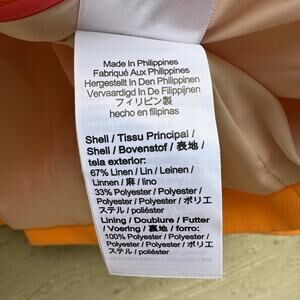 Made In Philippines
Fabriqué Aux Philippines
Hergestellt In Den Philippinen
Vervaardigd In De Filippijnen
フィリピン製
hecho en filipinas
Shell / Tissu Principal /
Shell / Bovenstof / 表地 /
tela exterior:
67% Linen / Lin / Leinen /
Linnen / 麻 / lino
33% Polyester / Polyester /
Polyester / Polyester / ポリエ
ステル / poliéster
Lining / Doublure / Futter
/ Voering / 裏地 / forro:
100% Polyester / Polyester /
Polyester / Polyester / ポリエ
ステル / poliéster